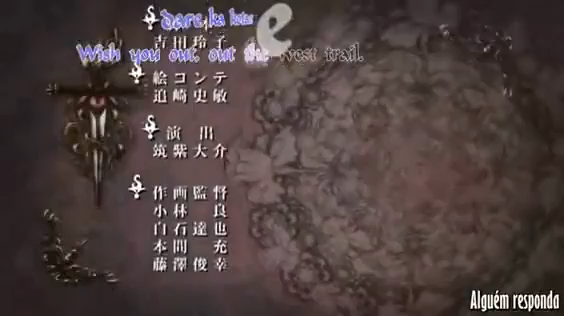 Dare ka kotae
吉田玲子
Wish you out, out the west trail.
絵コンテ
追崎史敏
演 出
筑紫大介
作画監督
小林 良
白石達也
本間 充
藤澤俊幸
Alguém responda